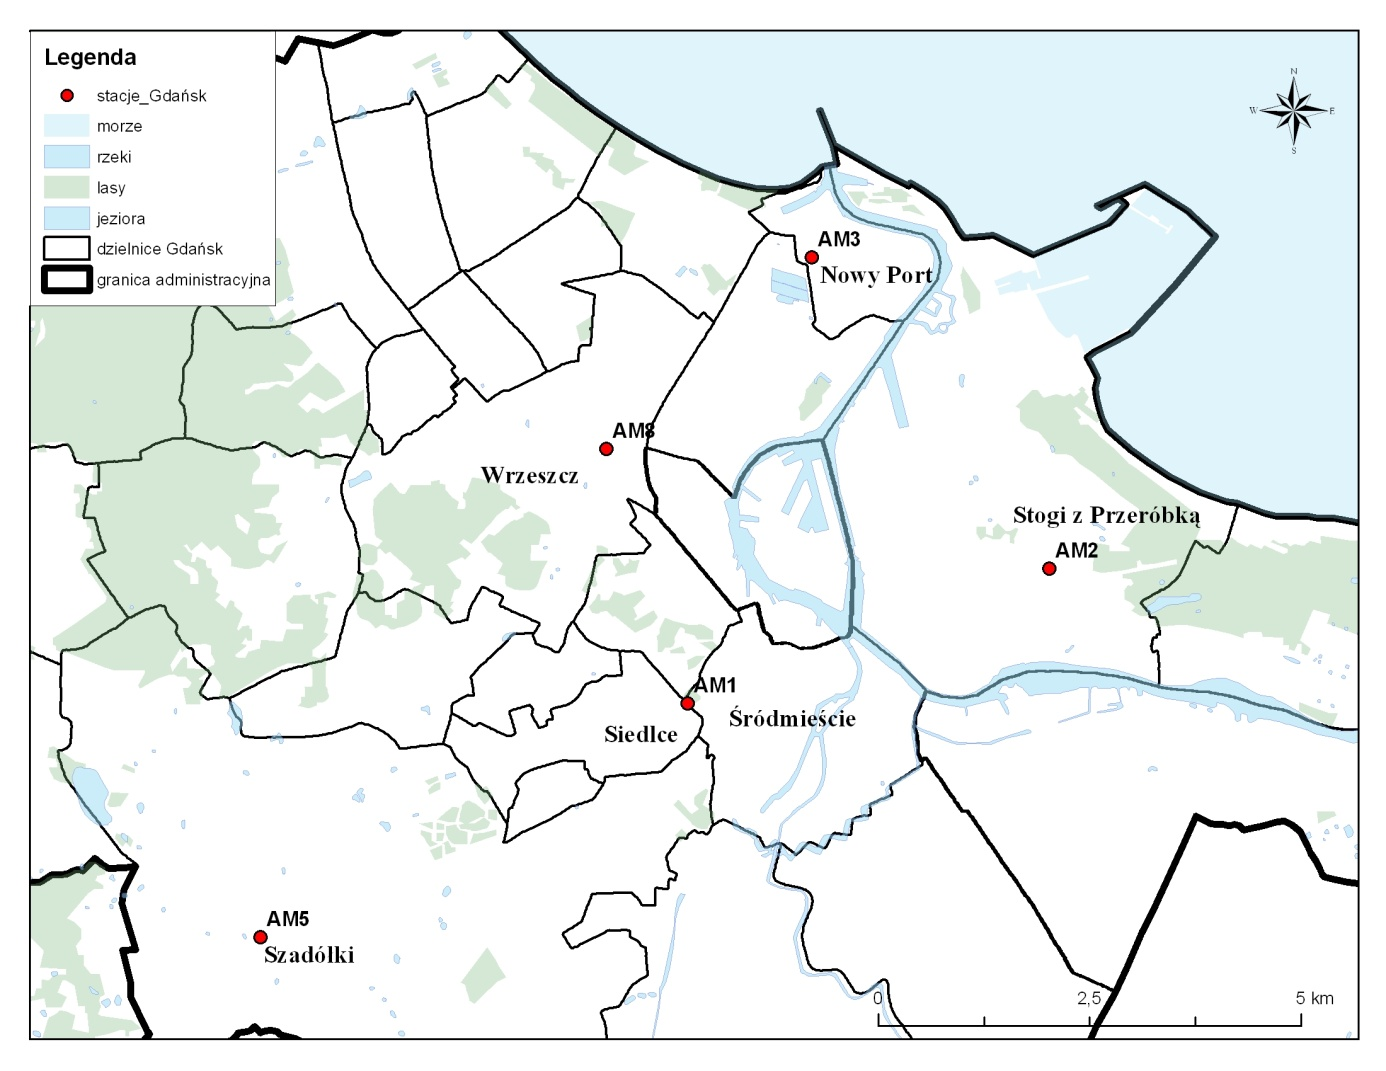 Legenda
stacje_Gdańsk
morze
rzeki
lasy
jeziora
dzielnice Gdańsk
granica administracyjna
N
W
E
S
AM3
Nowy Port
AM8
Wrzeszcz
Stogi z Przeróbką
AM2
AM1
Śródmieście
Siedlce
AM5
Szadólki
0
2,5
5 km